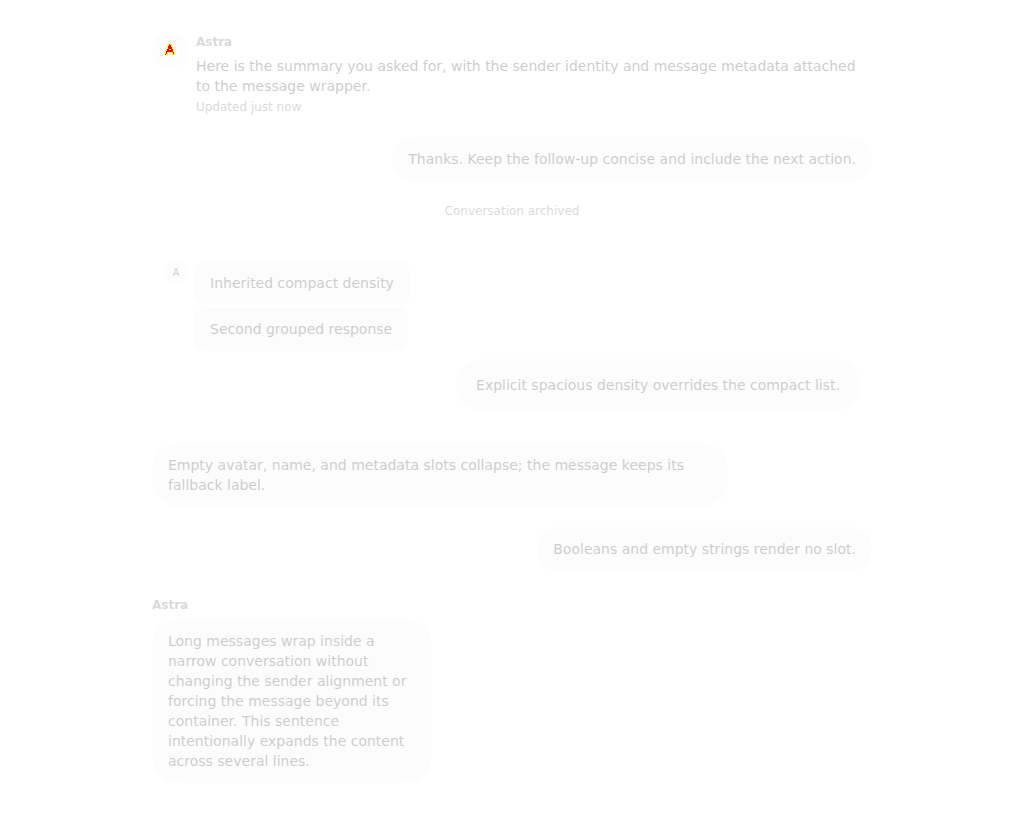 A
Astra
Here is the summary you asked for, with the sender identity and message metadata attached
to the message wrapper.
Updated just now
Thanks. Keep the follow-up concise and include the next action.
Conversation archived
A
Inherited compact density
Second grouped response
Explicit spacious density overrides the compact list.
Empty avatar, name, and metadata slots collapse; the message keeps its
fallback label.
Booleans and empty strings render no slot.
Astra
Long messages wrap inside a
narrow conversation without
changing the sender alignment or
forcing the message beyond its
container. This sentence
intentionally expands the content
across several lines.